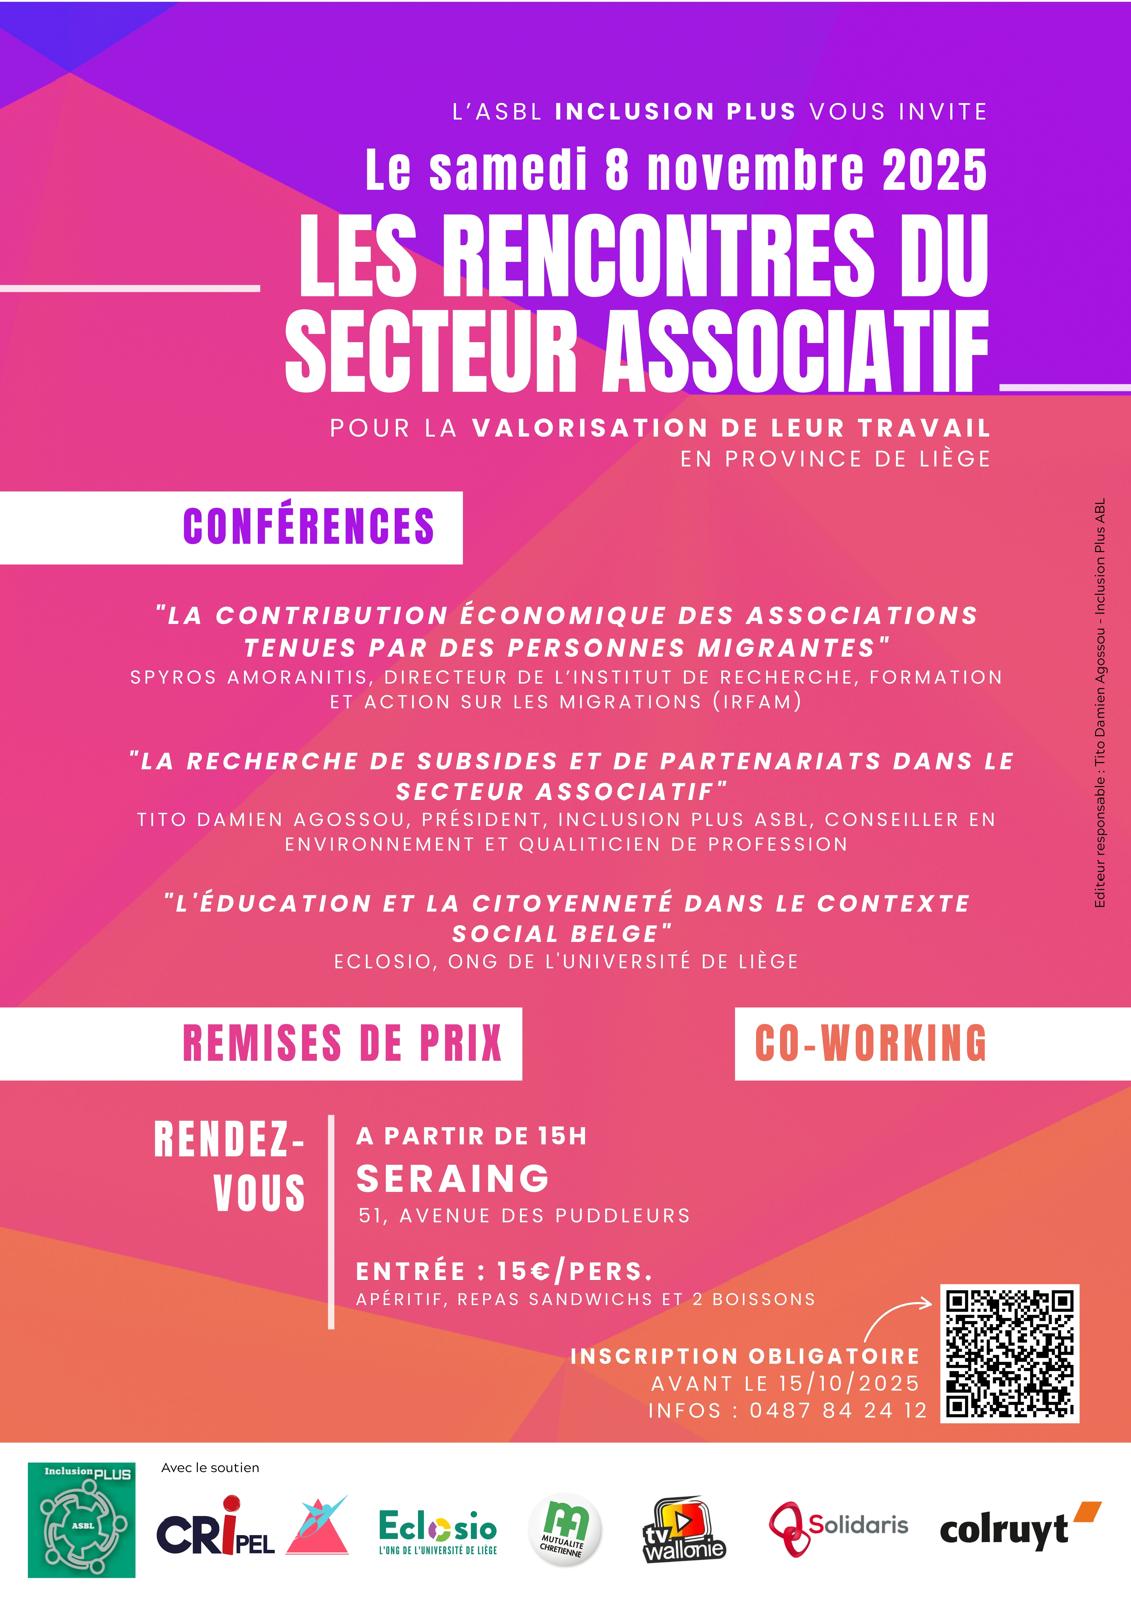 L’ASBL INCLUSION PLUS VOUS INVITE
Le samedi 8 novembre 2025
LES RENCONTRES DU
SECTEUR ASSOCIATIF
POUR LA VALORISATION DE LEUR TRAVAIL
EN PROVINCE DE LIÈGE
CONFÉRENCES
"LA CONTRIBUTION ÉCONOMIQUE DES ASSOCIATIONS
TENUES PAR DES PERSONNES MIGRANTES"
SPYROS AMORANITIS, DIRECTEUR DE L’INSTITUT DE RECHERCHE, FORMATION
ET ACTION SUR LES MIGRATIONS (IRFAM)
"LA RECHERCHE DE SUBSIDES ET DE PARTENARIATS DANS LE
SECTEUR ASSOCIATIF"
TITO DAMIEN AGOSSOU, PRÉSIDENT, INCLUSION PLUS ASBL, CONSEILLER EN
ENVIRONNEMENT ET QUALITICIEN DE PROFESSION
"L'ÉDUCATION ET LA CITOYENNETÉ DANS LE CONTEXTE
SOCIAL BELGE"
ECLOSIO, ONG DE L'UNIVERSITÉ DE LIÈGE
Editeur responsable : Tito Damien Agossou - Inclusion Plus ABL
REMISES DE PRIX
CO-WORKING
RENDEZ-
VOUS
A PARTIR DE 15H
SERAING
51, AVENUE DES PUDDLEURS
ENTRÉE : 15€/PERS.
APÉRITIF, REPAS SANDWICHS ET 2 BOISSONS
INSCRIPTION OBLIGATOIRE
AVANT LE 15/10/2025
INFOS : 0487 84 24 12
Inclusion PLUS
ASBL
Avec le soutien
CRiPEL
Eclosio
L'ONG DE L'UNIVERSITÉ DE LIÈGE
MUTUALITE
CHRETIENNE
tv
wallonie
Solidaris
colruyt